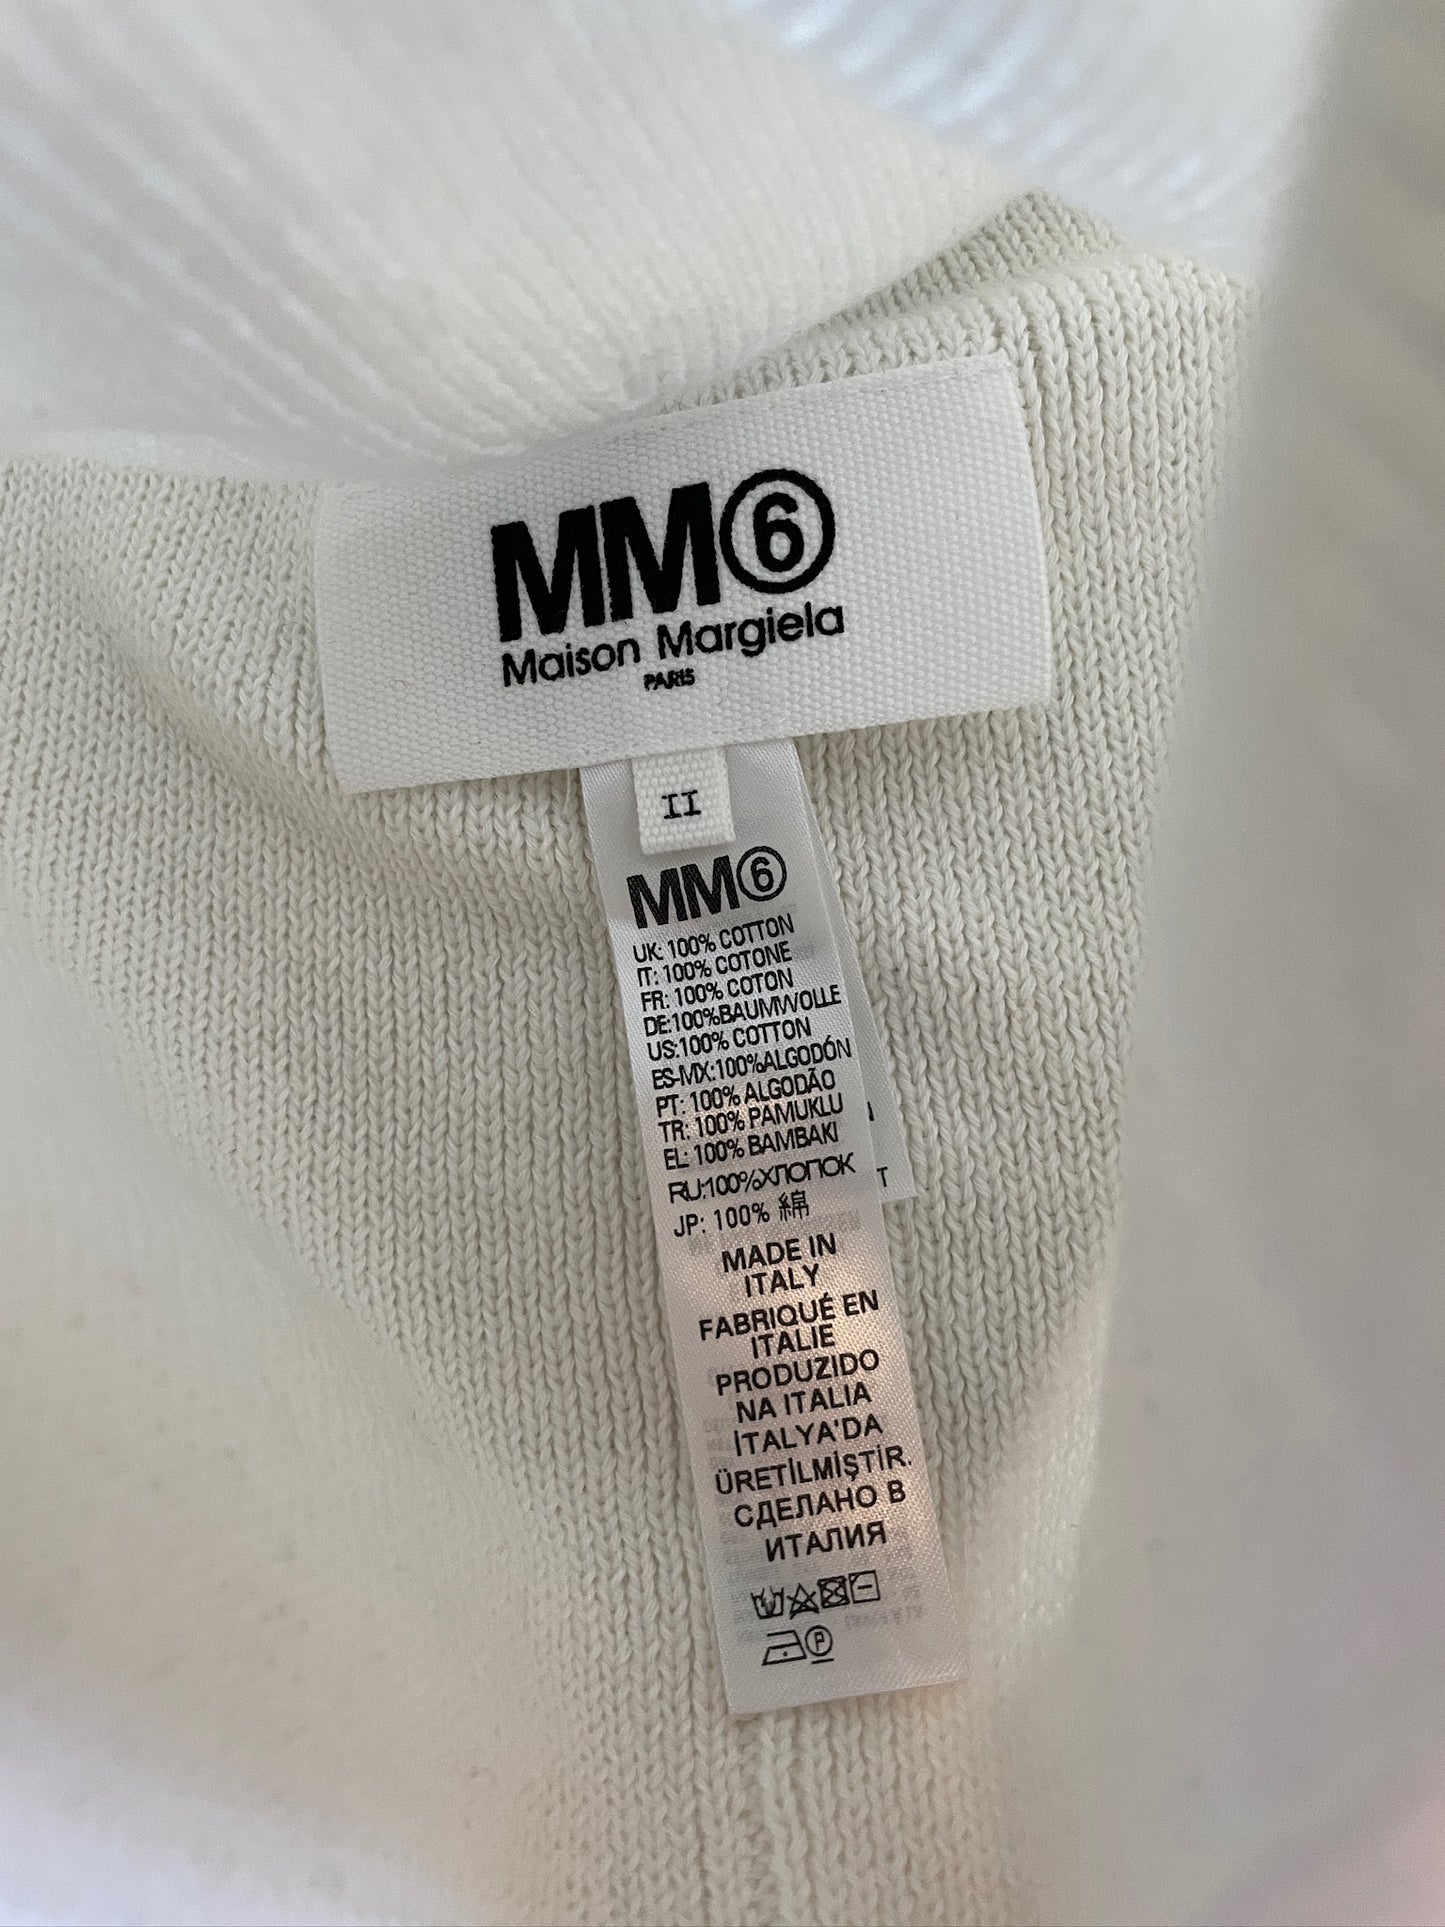 MM⑥
Maison Margiela
PARIS
II
MM⑥
UK: 100% COTTON
IT: 100% COTONE
FR: 100% COTON
DE:100%BAUMWOLLE
US:100% COTTON
ES-MX:100%ALGODÓN
PT: 100% ALGODÃO
TR: 100% PAMUKLU
EL: 100% BAMBAKI
RU:100%ХЛОПОК
JP: 100% 綿
MADE IN
ITALY
FABRIQUÉ EN
ITALIE
PRODUZIDO
NA ITALIA
İTALYA'DA
ÜRETİLMİŞTİR.
СДЕЛАНО В
ИТАЛИЯ
P